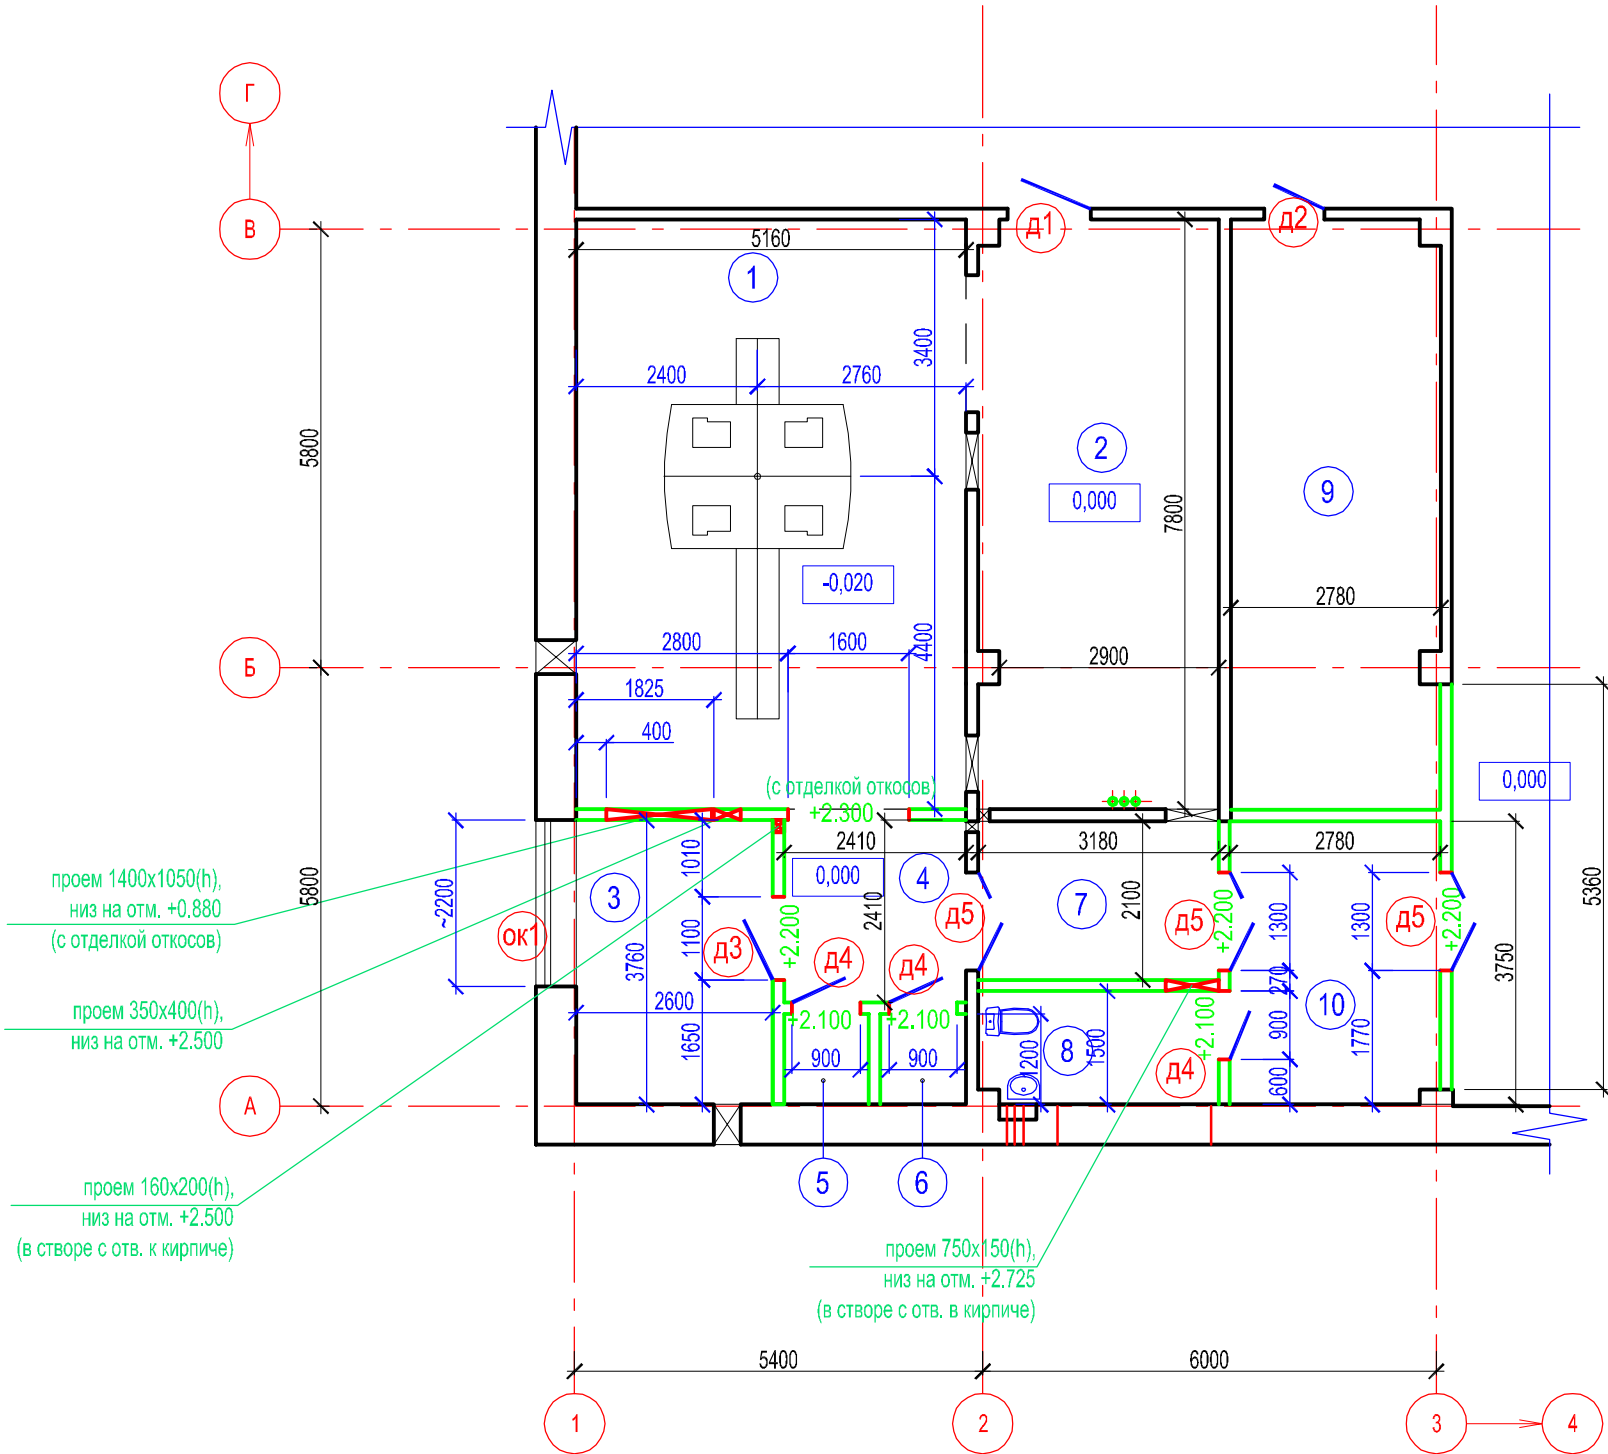 Г
В
д1
д2
5160
1
3400
2400
2760
5800
2
0,000
9
7800
-0,020
2780
2800
1600
4400
Б
2900
1825
400
0,000
(с отделкой откосов)
+2.300
2410
3180
2780
1010
0,000
4
проем 1400х1050(h),
низ на отм. +0.880
(с отделкой откосов)
5800
~2200
3
2410
7
2100
5360
ок1
д3
1100
+2.200
д4
д4
д5
д5
+2.200
1300
1300
д5
+2.200
3760
3750
270
2600
проем 350х400(h),
низ на отм. +2.500
1650
+2.100
+2.100
900
900
1200
8
1500
+2.100
д4
900
600
10
1770
А
5
6
проем 160х200(h),
низ на отм. +2.500
(в створе с отв. к кирпиче)
проем 750х150(h),
низ на отм. +2.725
(в створе с отв. в кирпиче)
5400
6000
1
2
3
4